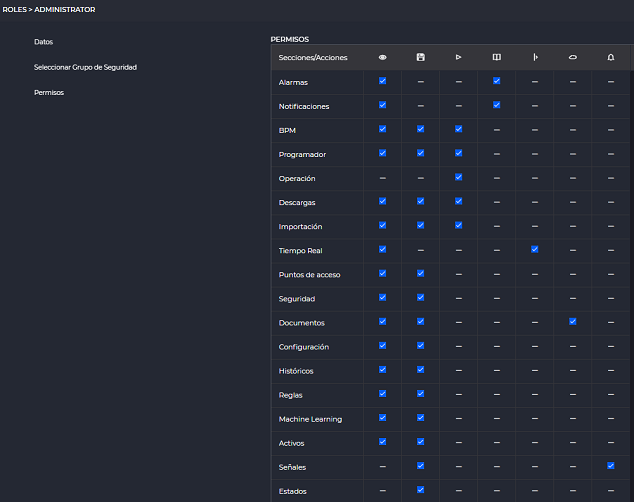 ROLES > ADMINISTRATOR
Datos
Seleccionar Grupo de Seguridad
Permisos
PERMISOS
Secciones/Acciones
Alarmas
Notificaciones
BPM
Programador
Operación
Descargas
Importación
Tiempo Real
Puntos de acceso
Seguridad
Documentos
Configuración
Históricos
Reglas
Machine Learning
Activos
Señales
Estados